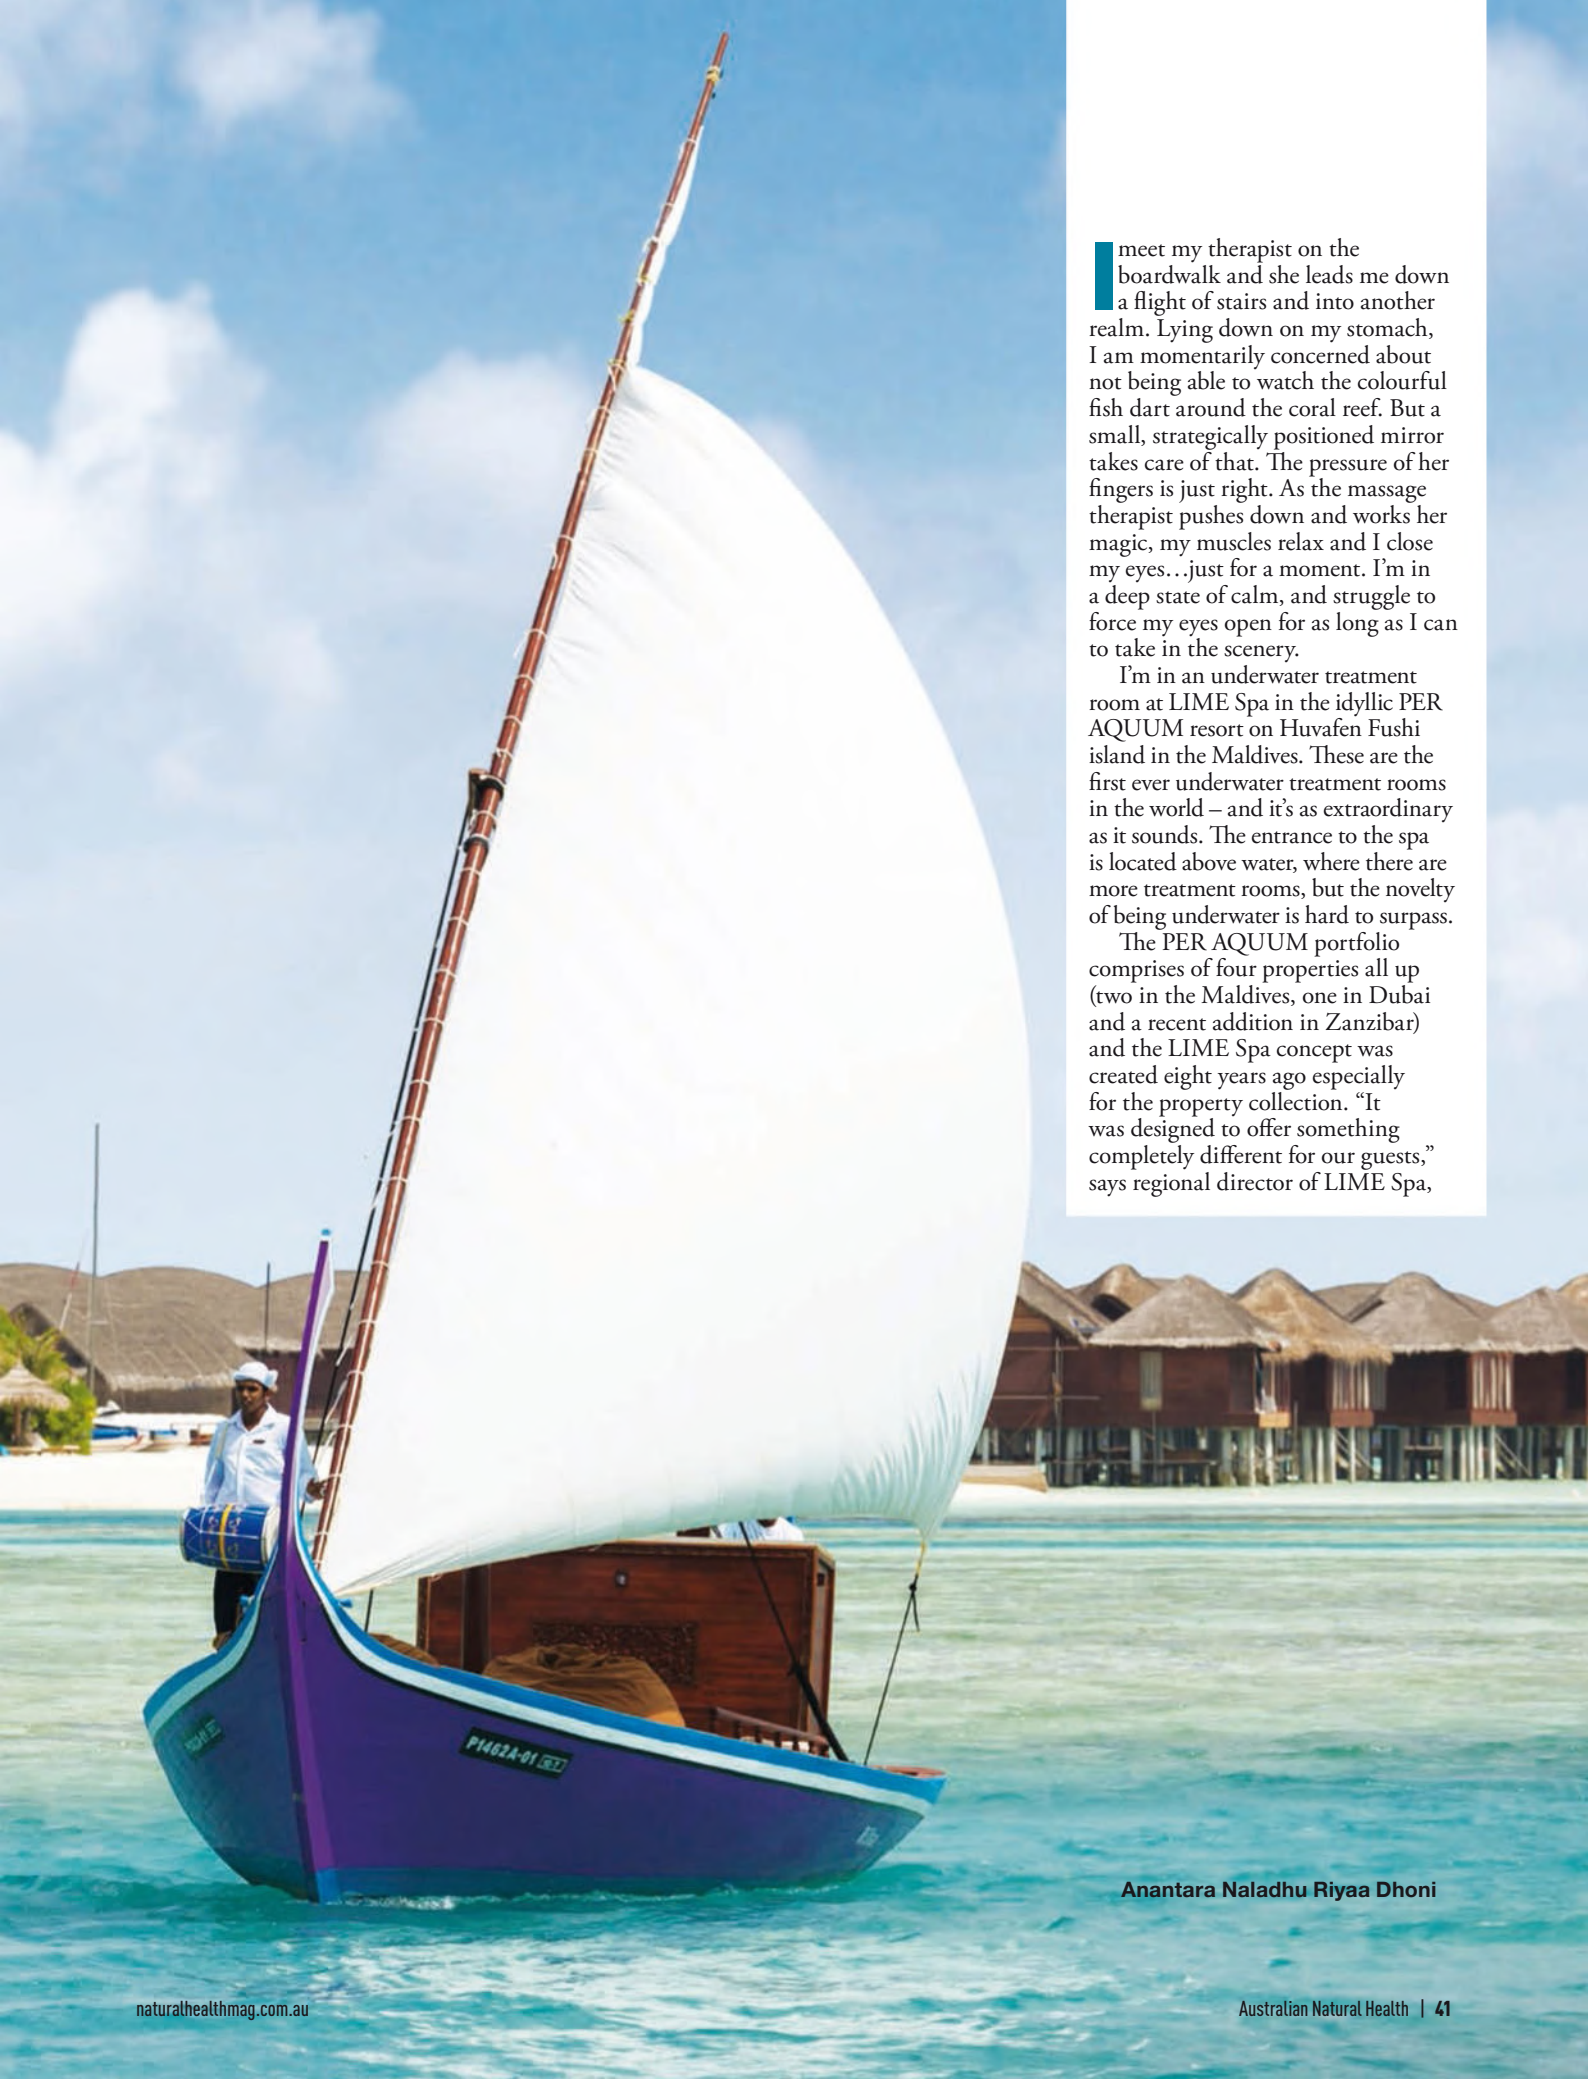 I meet my therapist on the
boardwalk and she leads me down
a flight of stairs and into another
realm. Lying down on my stomach,
I am momentarily concerned about
not being able to watch the colourful
fish dart around the coral reef. But a
small, strategically positioned mirror
takes care of that. The pressure of her
fingers is just right. As the massage
therapist pushes down and works her
magic, my muscles relax and I close
my eyes…just for a moment. I’m in
a deep state of calm, and struggle to
force my eyes open for as long as I can
to take in the scenery.
I’m in an underwater treatment
room at LIME Spa in the idyllic PER
AQUUM resort on Huvafen Fushi
island in the Maldives. These are the
first ever underwater treatment rooms
in the world – and it’s as extraordinary
as it sounds. The entrance to the spa
is located above water, where there are
more treatment rooms, but the novelty
of being underwater is hard to surpass.
The PER AQUUM portfolio
comprises of four properties all up
(two in the Maldives, one in Dubai
and a recent addition in Zanzibar)
and the LIME Spa concept was
created eight years ago especially
for the property collection. “It
was designed to offer something
completely different for our guests,”
says regional director of LIME Spa,
P1462A-01
Anantara Naladhu Riyaa Dhoni
naturalhealthmag.com.au
Australian Natural Health | 41